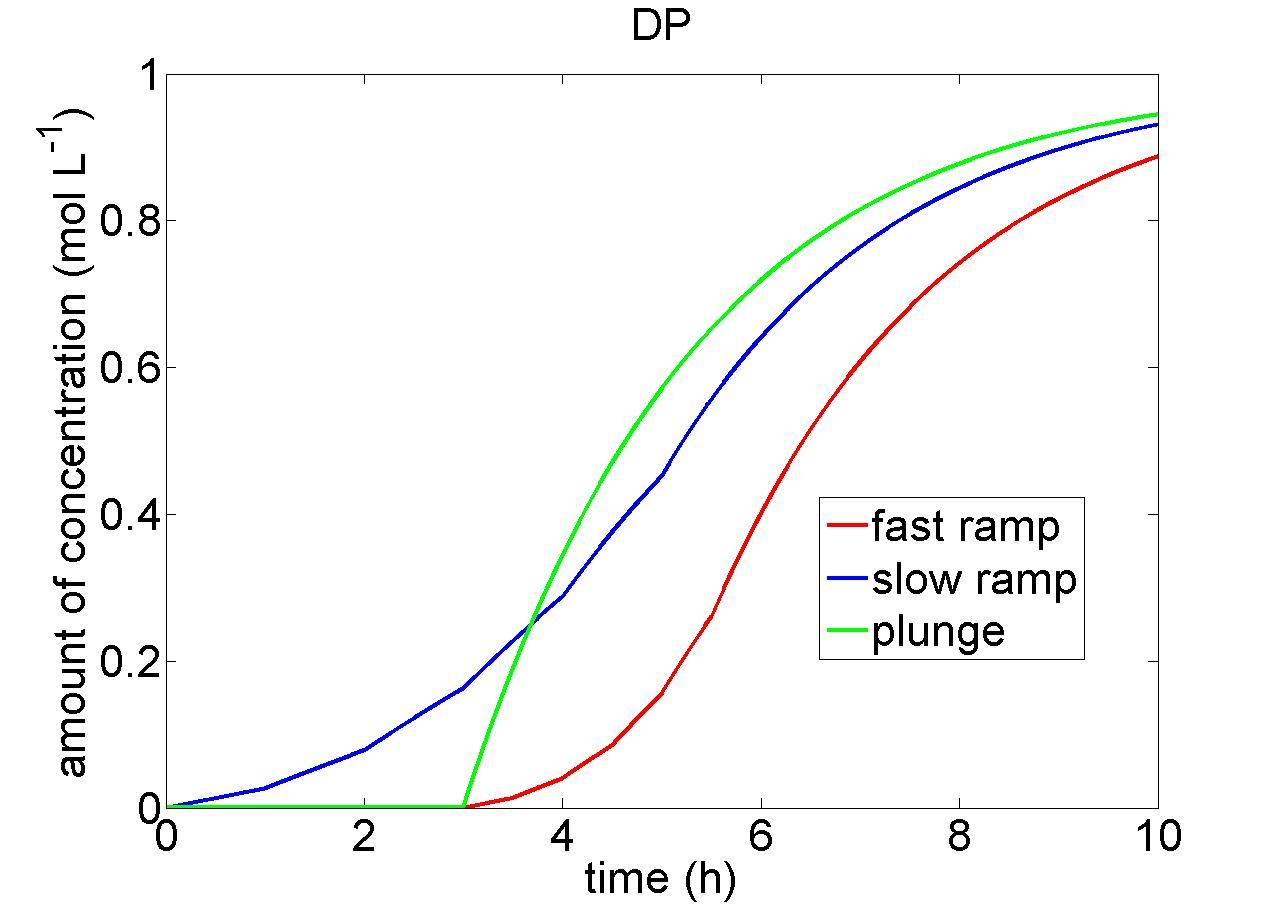 DP
1
0.8
0.6
0.4
0.2
0
amount of concentration (mol L⁻¹)
fast ramp
slow ramp
plunge
0 2 4 6 8 10
time (h)